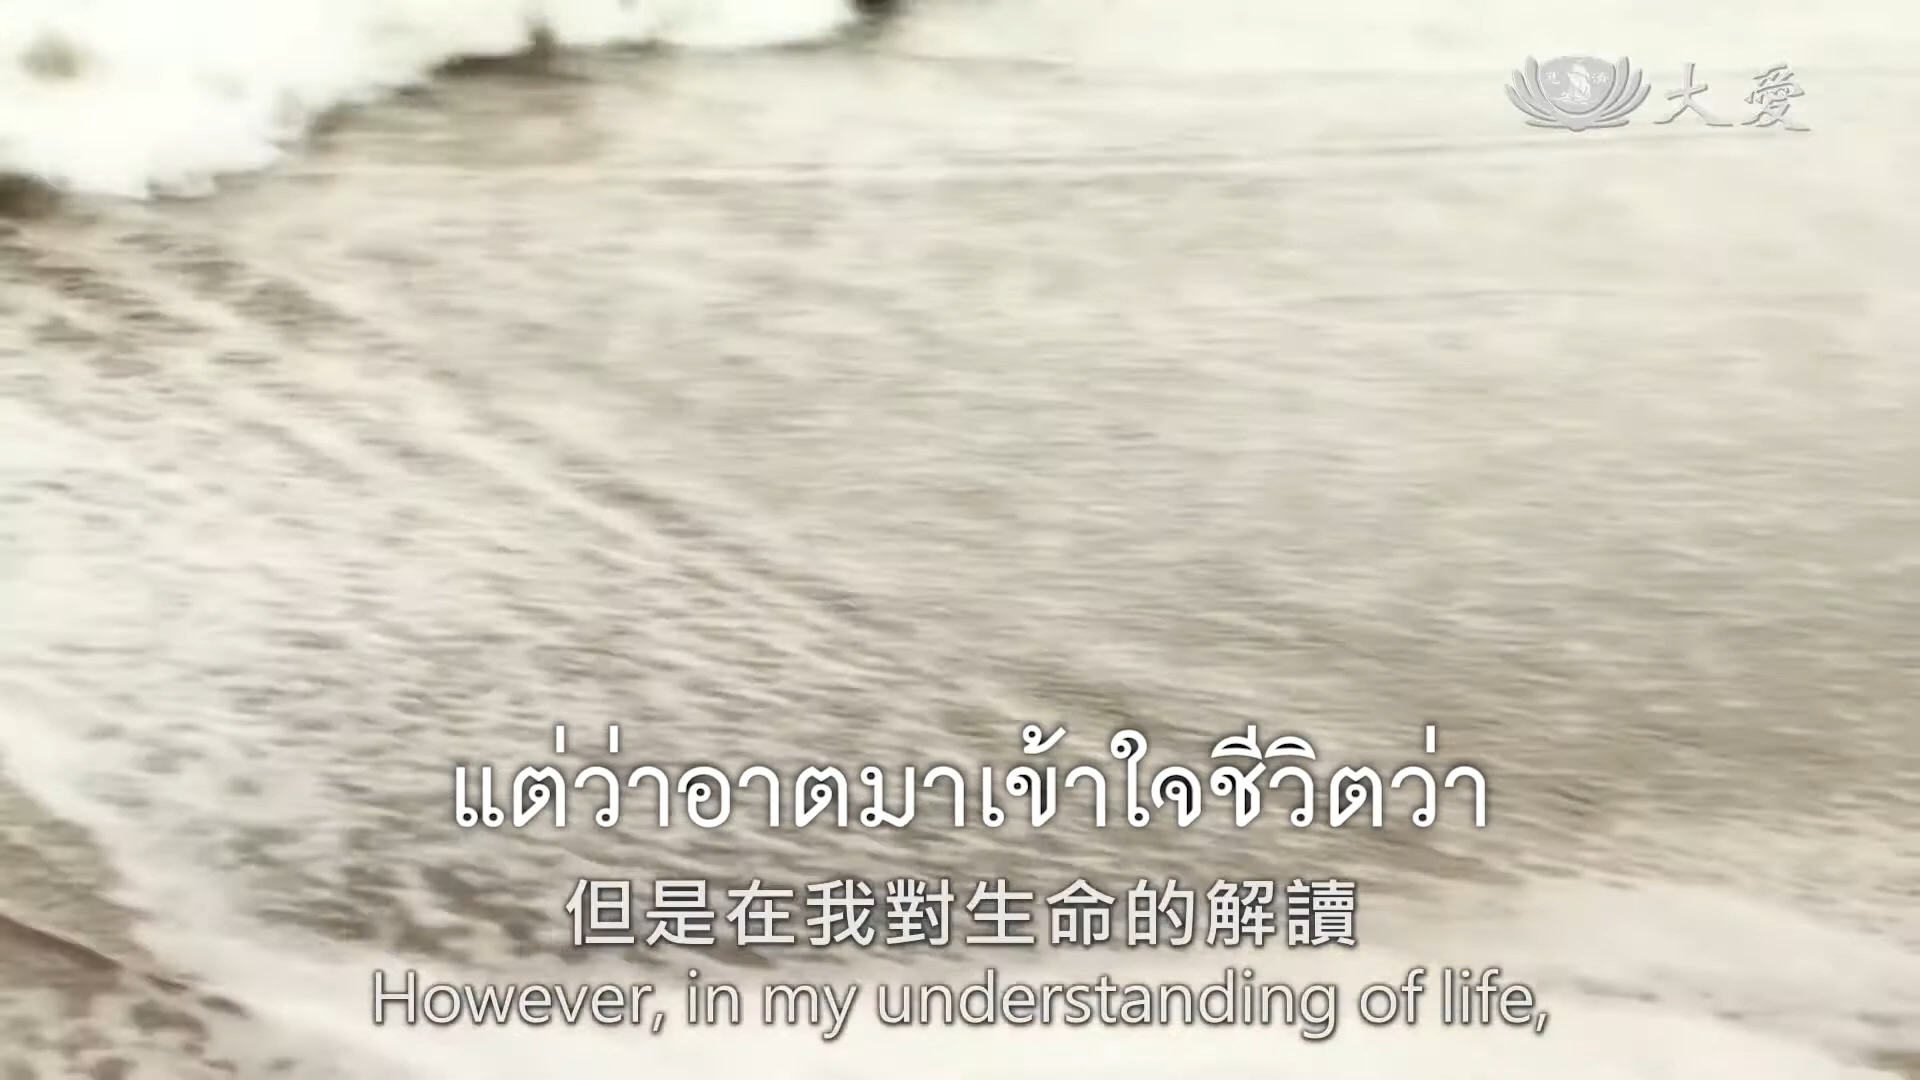 大愛
แต่ว่าอาตมาเข้าใจชีวิตว่า
但是在我對生命的解讀
However, in my understanding of life,